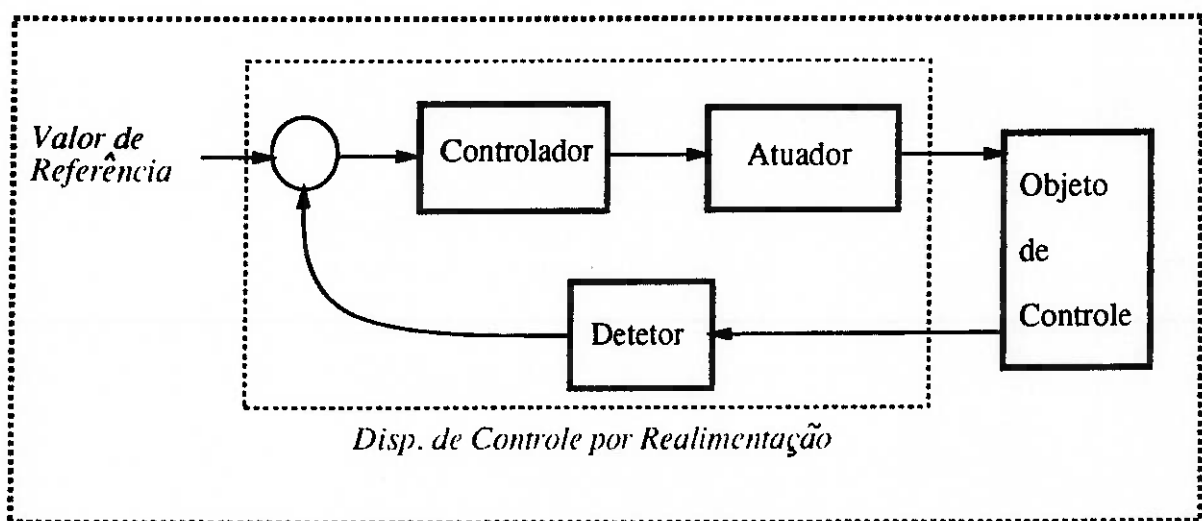 Valor de
Referência
Controlador
Atuador
Objeto
de
Controle
Detetor
Disp. de Controle por Realimentação